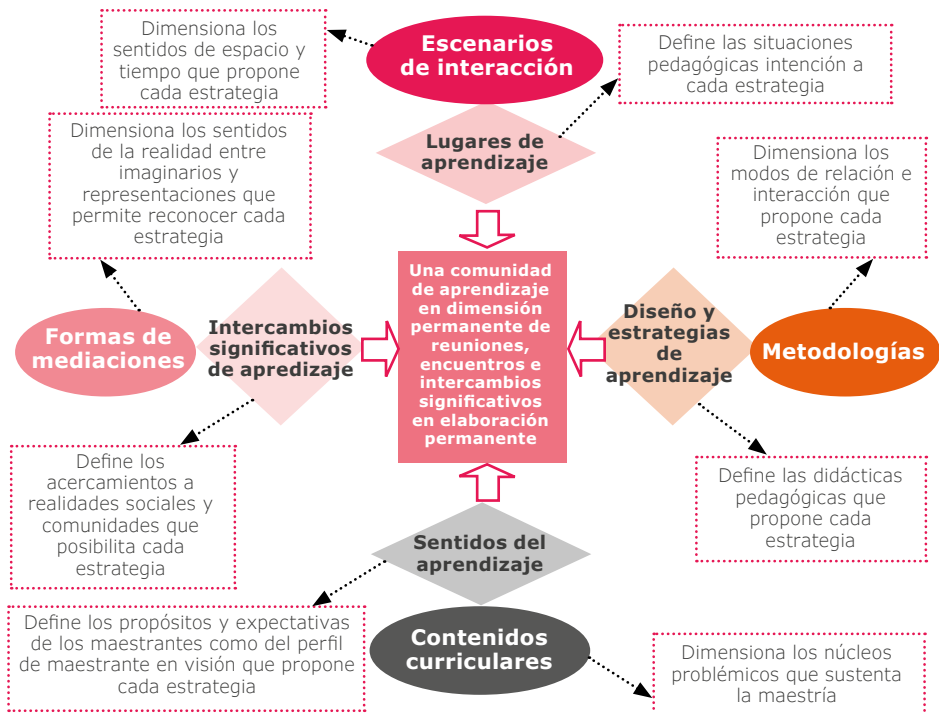 Dimensiona los
sentidos de espacio y
tiempo que propone
cada estrategia
Escenarios
de interacción
Define las situaciones
pedagógicas intención a
cada estrategia
Lugares de
aprendizaje
Dimensiona los sentidos
de la realidad entre
imaginarios y
representaciones que
permite reconocer cada
estrategia
Dimensiona los
modos de relación e
interacción que
propone cada
estrategia
Formas de
mediaciones
Intercambios
significativos
de apredizaje
Una comunidad
de aprendizaje
en dimensión
permanente de
reuniones,
encuentros e
intercambios
significativos
en elaboración
permanente
Diseño y
estrategias
de
aprendizaje
Metodologías
Define los
acercamientos a
realidades sociales y
comunidades que
posibilita cada
estrategia
Define las didácticas
pedagógicas que
propone cada
estrategia
Sentidos del
aprendizaje
Define los propósitos y expectativas
de los maestrantes como del perfil
de maestrante en visión que propone
cada estrategia
Contenidos
curriculares
Dimensiona los núcleos
problémicos que sustenta
la maestría